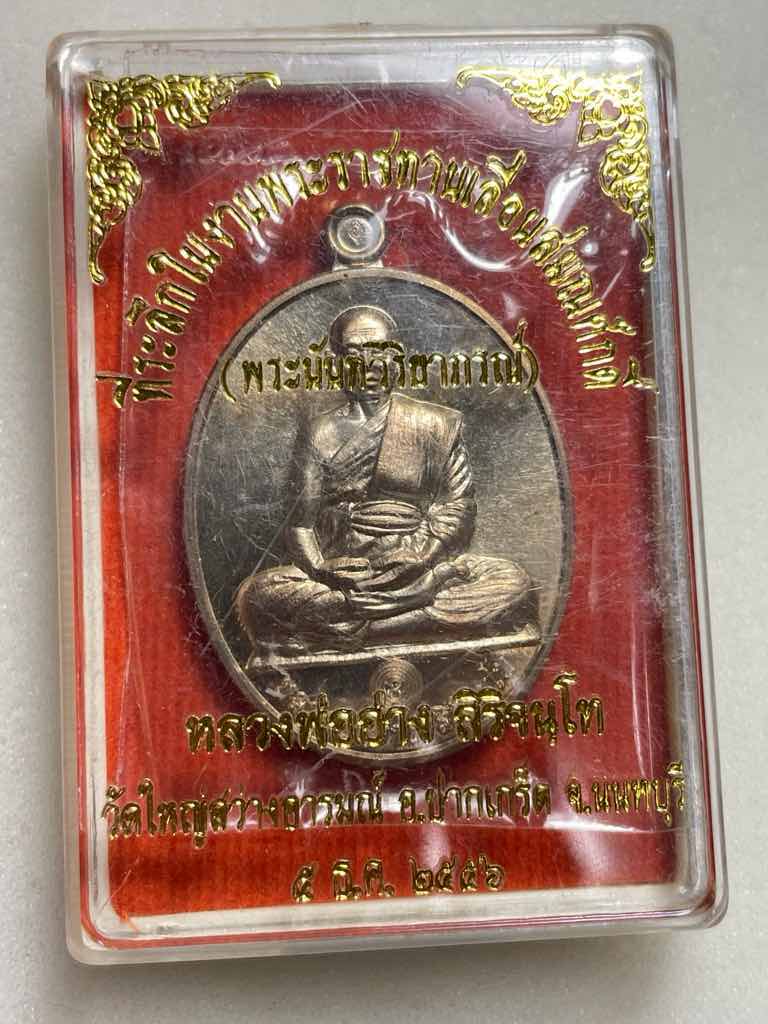 ที่ระลึกในงานพระราชทานเลื่อนสมณศักดิ์
(พระนันทวิริยาภรณ์)
หลวงพ่ออ่าง สิริจนฺโท
วัดใหญ่สว่างอารมณ์ อ.ปากเกร็ด จ.นนทบุรี
๕ ธ.ค. ๒๕๕๖